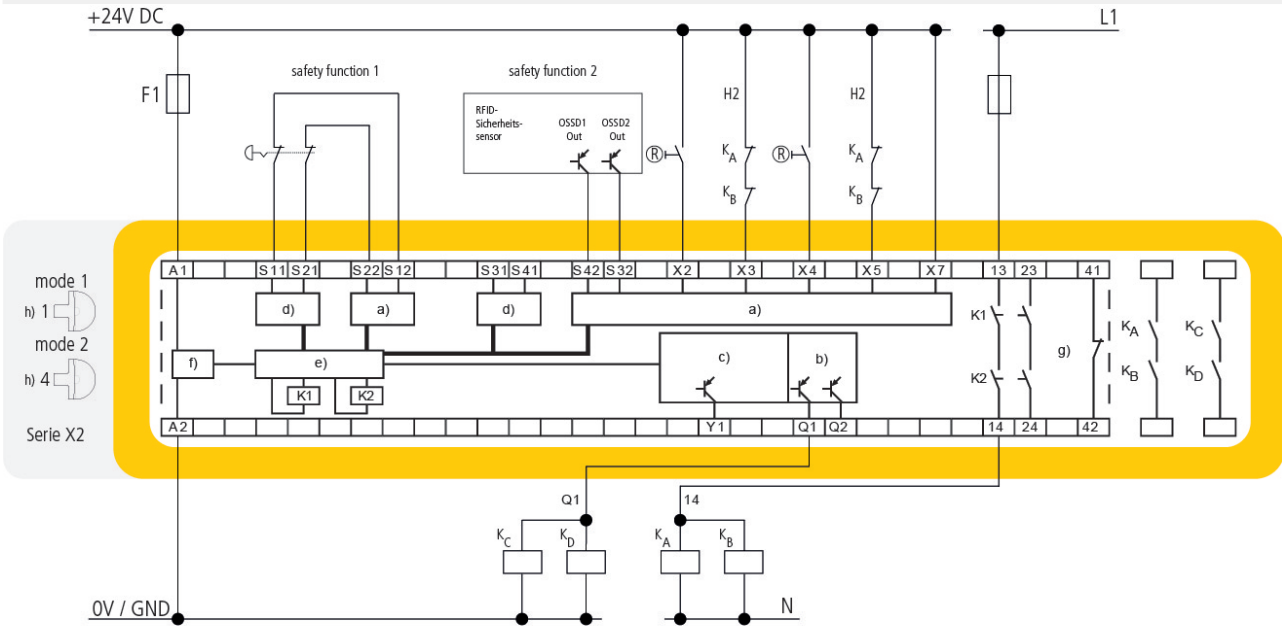 +24V DC
L1
F1
safety function 1
safety function 2
RFID-
Sicherheits-
sensor
OSSD1
Out
OSSD2
Out
R
H2
KA
KB
R
H2
KA
KB
A1 S11 S21 S22 S12 S31 S41 S42 S32 X2 X3 X4 X5 X7 13 23 41
mode 1
h) 1
mode 2
h) 4
Serie X2
d) a) d) a)
f) e) c) b) g)
K1 K2
K1
K2
KA
KB
KC
KD
A2 Y1 Q1 Q2 14 24 42
Q1 14
KC KD KA KB
0V / GND
N